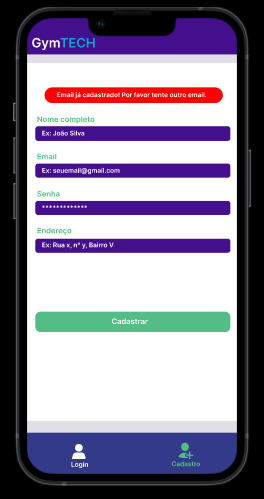 GymTECH
Email já cadastrado! Por favor tente outro email.
Nome completo
Ex: João Silva
Email
Ex: seuemail@gmail.com
Senha
*************
Endereço
Ex: Rua x, n° y, Bairro V
Cadastrar
Login
Cadastro